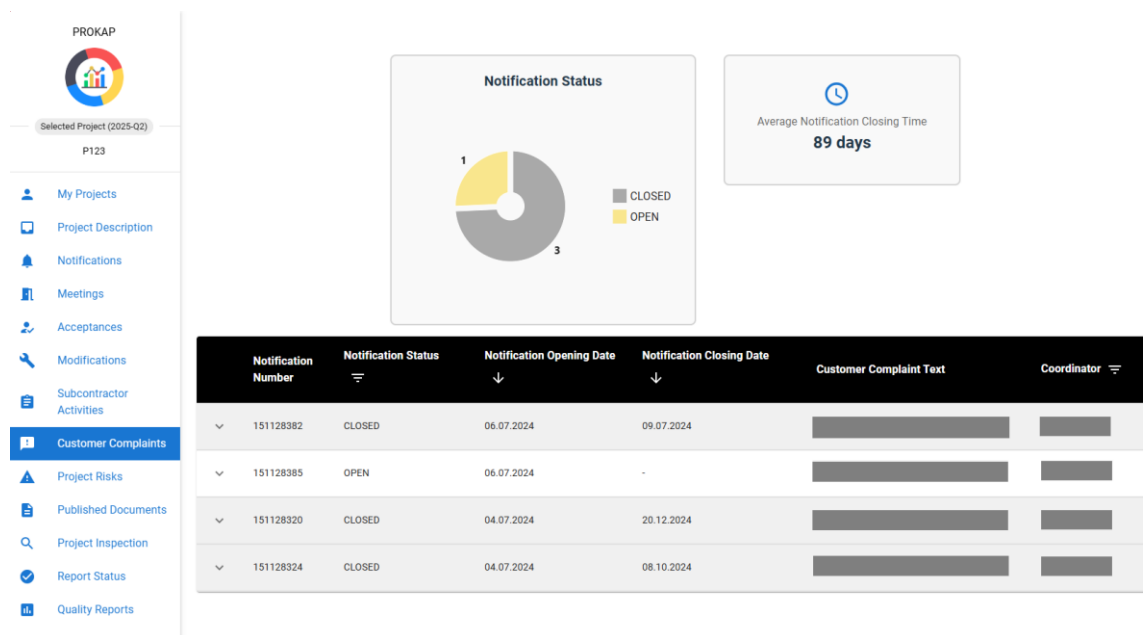 PROKAP
Selected Project (2025-Q2)
P123
My Projects
Project Description
Notifications
Meetings
Acceptances
Modifications
Subcontractor
Activities
Customer Complaints
Project Risks
Published Documents
Project Inspection
Report Status
Quality Reports
Notification Status
1
3
CLOSED
OPEN
Average Notification Closing Time
89 days
Notification Number Notification Status Notification Opening Date Notification Closing Date Customer Complaint Text Coordinator
151128382 CLOSED 06.07.2024 09.07.2024
151128385 OPEN 06.07.2024 -
151128320 CLOSED 04.07.2024 20.12.2024
151128324 CLOSED 04.07.2024 08.10.2024